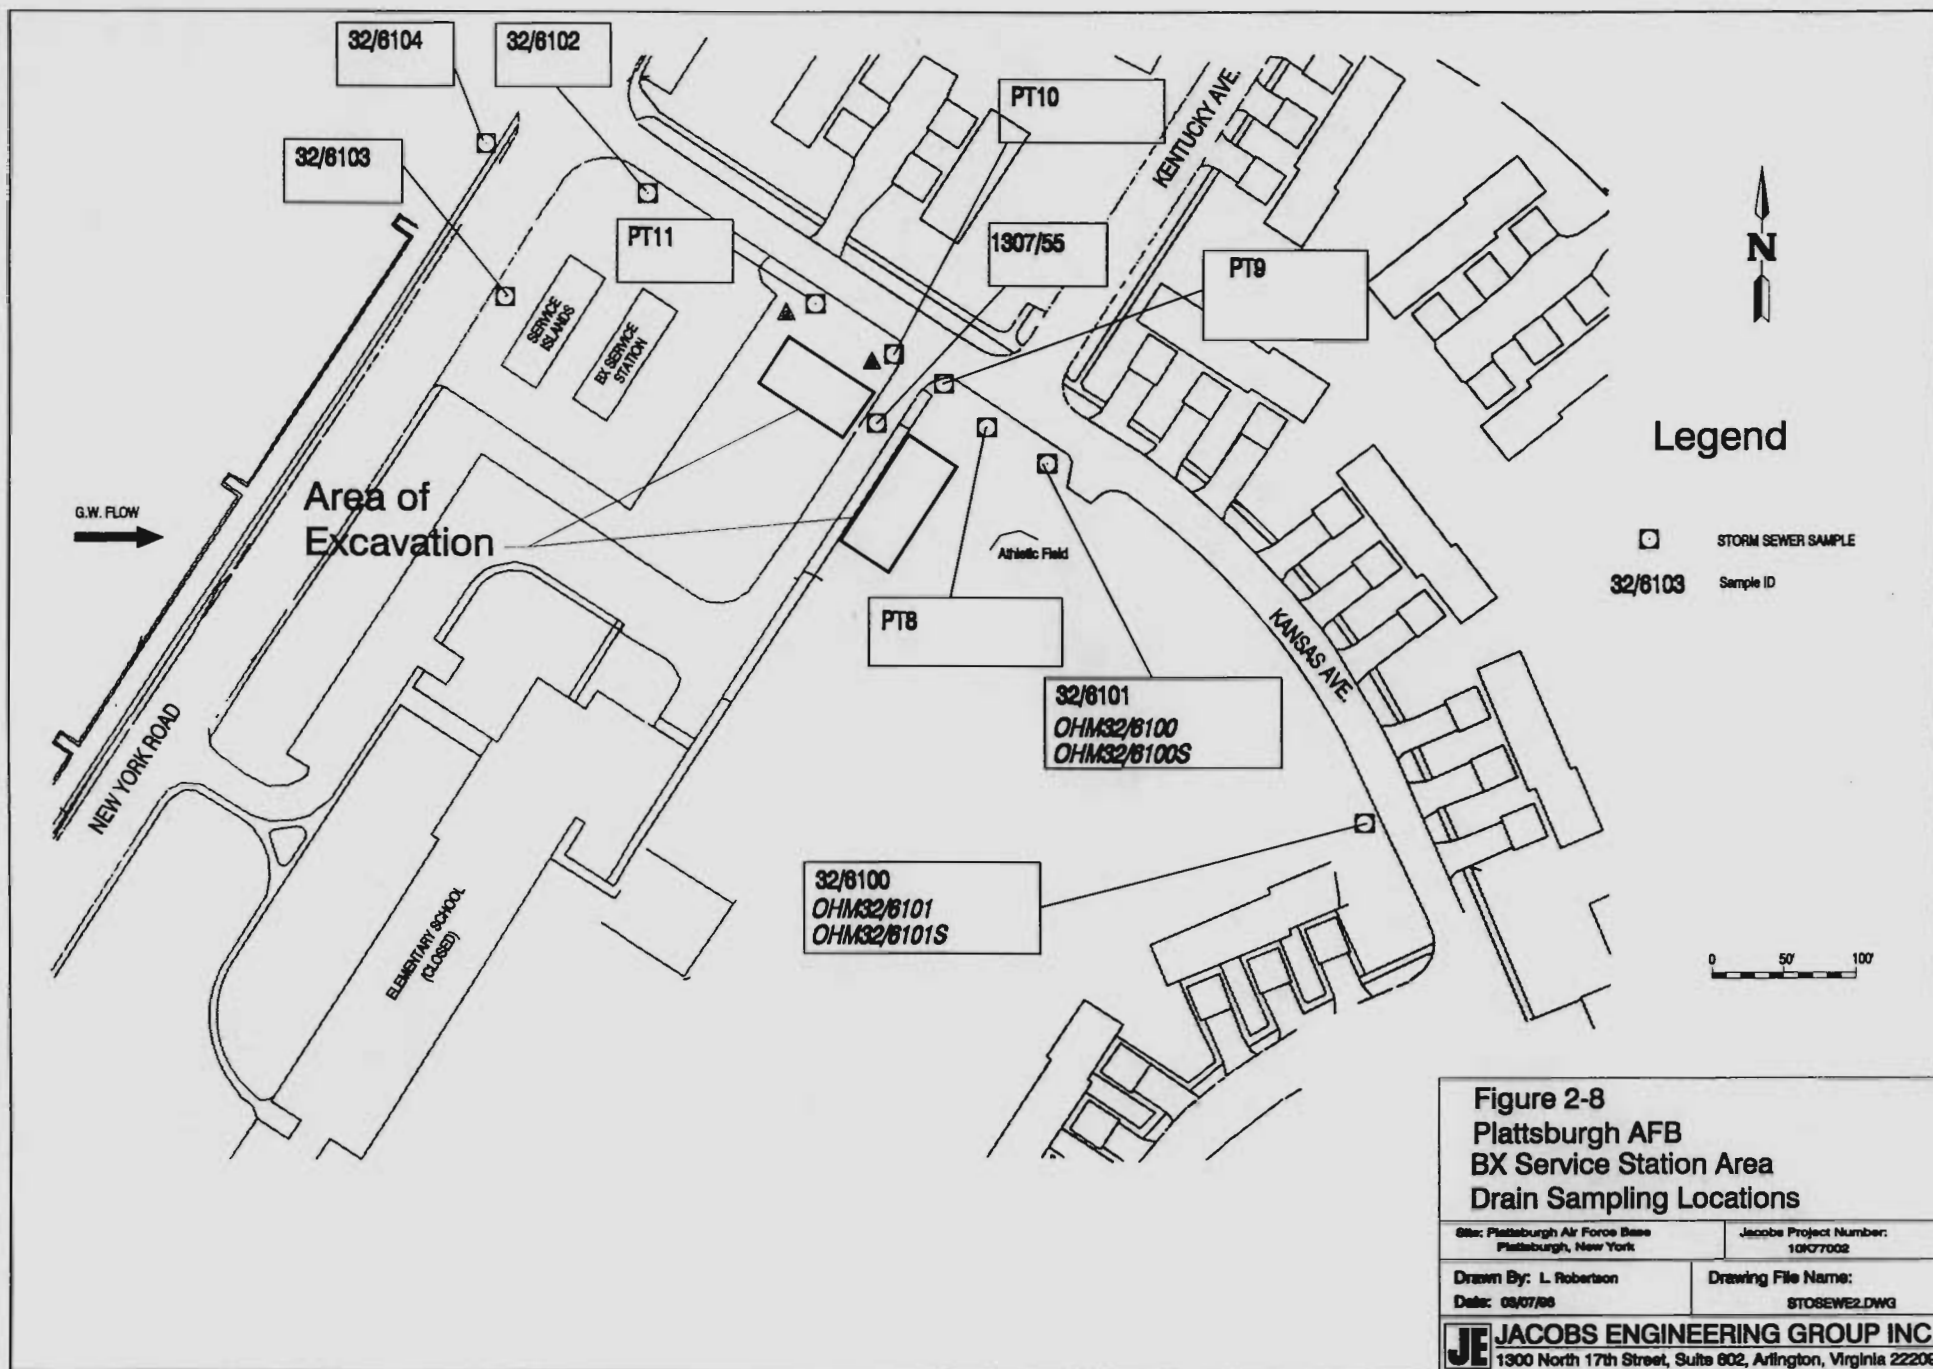 32/6104
32/6102
PT10
KENTUCKY AVE.
32/6103
PT11
1307/55
PT9
N
SERVICE
ISLANDS
BX SERVICE
STATION
Legend
G.W. FLOW
Area of
Excavation
Athletic Field
STORM SEWER SAMPLE
32/6103 Sample ID
PT8
KANSAS AVE.
32/6101
OHM32/6100
OHM32/6100S
NEW YORK ROAD
32/6100
OHM32/6101
OHM32/6101S
ELEMENTARY SCHOOL
(CLOSED)
0 50' 100'
Figure 2-8
Plattsburgh AFB
BX Service Station Area
Drain Sampling Locations
Site: Plattsburgh Air Force Base
Plattsburgh, New York
Jacobs Project Number:
10K77002
Drawn By: L. Robertson
Date:
Drawing File Name:
STOSEWE2.DWG
JE JACOBS ENGINEERING GROUP INC
1300 North 17th Street, Suite 602, Arlington, Virginia 22209